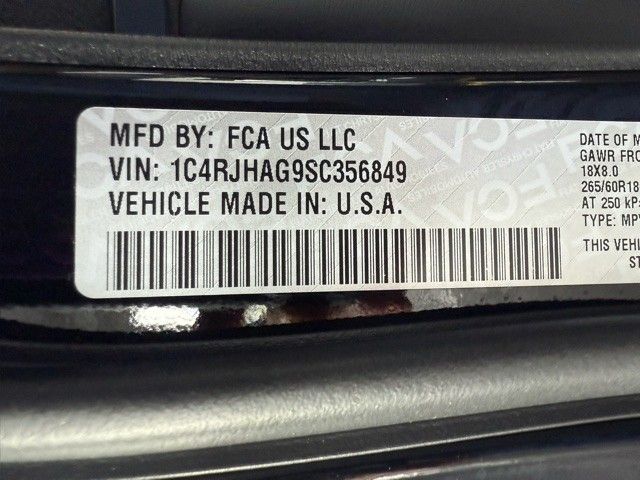 MFD BY: FCA US LLC
VIN: 1C4RJHAG9SC356849
VEHICLE MADE IN: U.S.A.
DATE OF M
GAWR FRO
18X8.0
265/60R18
AT 250 kP
TYPE: MP
THIS VEHI
ST